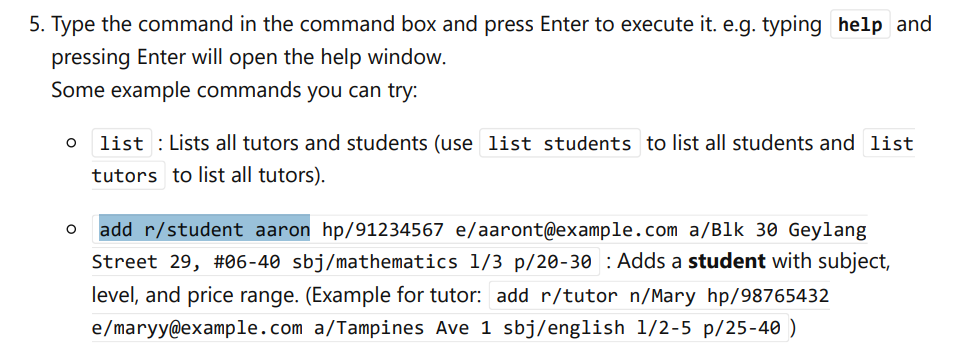 5. Type the command in the command box and press Enter to execute it. e.g. typing help and
pressing Enter will open the help window.
Some example commands you can try:
list : Lists all tutors and students (use list students to list all students and list
tutors to list all tutors).
add r/student aaron hp/91234567 e/aaront@example.com a/Blk 30 Geylang
Street 29, #06-40 sbj/mathematics l/3 p/20-30 : Adds a student with subject,
level, and price range. (Example for tutor: add r/tutor n/Mary hp/98765432
e/maryy@example.com a/Tampines Ave 1 sbj/english l/2-5 p/25-40 )